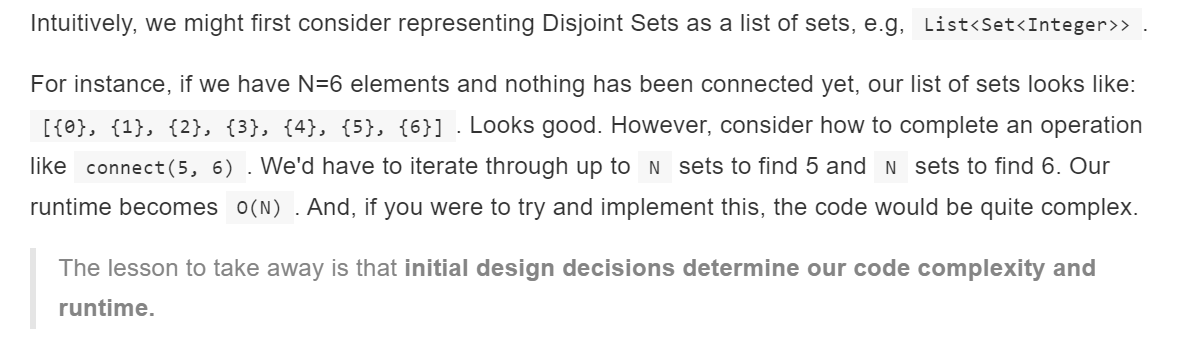 Intuitively, we might first consider representing Disjoint Sets as a list of sets, e.g, List<Set<Integer>> .
For instance, if we have N=6 elements and nothing has been connected yet, our list of sets looks like:
[{0}, {1}, {2}, {3}, {4}, {5}, {6}] . Looks good. However, consider how to complete an operation
like connect(5, 6) . We'd have to iterate through up to N sets to find 5 and N sets to find 6. Our
runtime becomes O(N) . And, if you were to try and implement this, the code would be quite complex.
The lesson to take away is that initial design decisions determine our code complexity and
runtime.